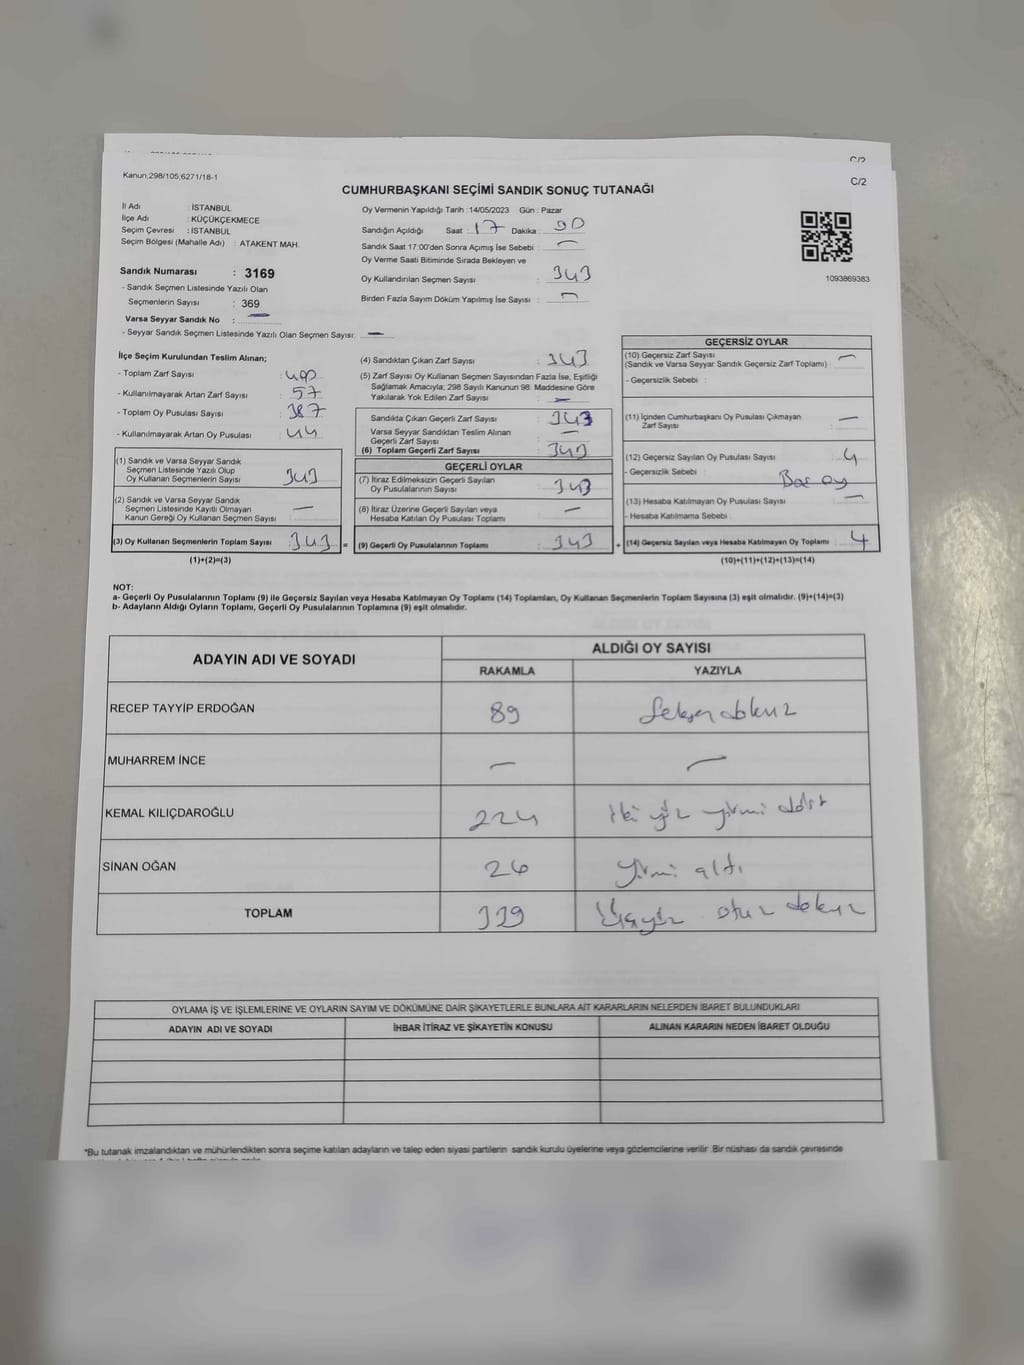 C/2
Kanun;298/105;6271/18-1
C/2
CUMHURBAŞKANI SEÇİMİ SANDIK SONUÇ TUTANAĞI
İl Adı : İSTANBUL
İlçe Adı : KÜÇÜKÇEKMECE
Seçim Çevresi : İSTANBUL
Seçim Bölgesi (Mahalle Adı) : ATAKENT MAH.
Sandık Numarası : 3169
- Sandık Seçmen Listesinde Yazılı Olan
Seçmenlerin Sayısı : 369
Varsa Seyyar Sandık No : —
- Seyyar Sandık Seçmen Listesinde Yazılı Olan Seçmen Sayısı: —
Oy Vermenin Yapıldığı Tarih :14/05/2023 Gün : Pazar
Sandığın Açıldığı Saat : 17 Dakika :
Sandık Saat 17:00'den Sonra Açımış İse Sebebi : —
Oy Verme Saati Bitiminde Sırada Bekleyen ve
Oy Kullandırılan Seçmen Sayısı : 343
Birden Fazla Sayım Döküm Yapılmış İse Sayısı : —
1093869383
İlçe Seçim Kurulundan Teslim Alınan;
- Toplam Zarf Sayısı : 400
- Kullanılmayarak Artan Zarf Sayısı : 57
- Toplam Oy Pusulası Sayısı : 387
- Kullanılmayarak Artan Oy Pusulası : 44
(1) Sandık ve Varsa Seyyar Sandık
Seçmen Listesinde Yazılı Olup
Oy Kullanan Seçmenlerin Sayısı : 343
(2) Sandık ve Varsa Seyyar Sandık
Seçmen Listesinde Kayıtlı Olmayan
Kanun Gereği Oy Kullanan Seçmen Sayısı : —
(3) Oy Kullanan Seçmenlerin Toplam Sayısı : 343 =
(1)+(2)=(3)
(4) Sandıktan Çıkan Zarf Sayısı : 343
(5) Zarf Sayısı Oy Kullanan Seçmen Sayısından Fazla İse, Eşitliği
Sağlamak Amacıyla; 298 Sayılı Kanunun 98. Maddesine Göre
Yakılarak Yok Edilen Zarf Sayısı : —
Sandıkta Çıkan Geçerli Zarf Sayısı : 343
Varsa Seyyar Sandıktan Teslim Alınan
Geçerli Zarf Sayısı : —
(6) Toplam Geçerli Zarf Sayısı : 343
GEÇERLİ OYLAR
(7) İtiraz Edilmeksizin Geçerli Sayılan
Oy Pusulalarının Sayısı : 343
(8) İtiraz Üzerine Geçerli Sayılan veya
Hesaba Katılan Oy Pusulası Toplamı : —
(9) Geçerli Oy Pusulalarının Toplamı : 343 +
GEÇERSİZ OYLAR
(10) Geçersiz Zarf Sayısı
(Sandık ve Varsa Seyyar Sandık Geçersiz Zarf Toplamı) : —
- Geçersizlik Sebebi :
(11) İçinden Cumhurbaşkanı Oy Pusulası Çıkmayan
Zarf Sayısı : —
(12) Geçersiz Sayılan Oy Pusulası Sayısı : 4
- Geçersizlik Sebebi : Boş oy
(13) Hesaba Katılmayan Oy Pusulası Sayısı : —
- Hesaba Katılmama Sebebi :
(14) Geçersiz Sayılan veya Hesaba Katılmayan Oy Toplamı : 4
(10)+(11)+(12)+(13)=(14)
NOT:
a- Geçerli Oy Pusulalarının Toplamı (9) ile Geçersiz Sayılan veya Hesaba Katılmayan Oy Toplamı (14) Toplamları, Oy Kullanan Seçmenlerin Toplam Sayısına (3) eşit olmalıdır. (9)+(14)=(3)
b- Adayların Aldığı Oyların Toplamı, Geçerli Oy Pusulalarının Toplamına (9) eşit olmalıdır.
ADAYIN ADI VE SOYADI ALDIĞI OY SAYISI
RAKAMLA YAZIYLA
RECEP TAYYİP ERDOĞAN 89 Seksen dokuz
MUHARREM İNCE — —
KEMAL KILIÇDAROĞLU 224 İki yüz yirmi dört
SİNAN OĞAN 26 yirmi altı
TOPLAM 339 Üçyüz otuz dokuz
OYLAMA İŞ VE İŞLEMLERİNE VE OYLARIN SAYIM VE DÖKÜMÜNE DAİR ŞİKAYETLERLE BUNLARA AİT KARARLARIN NELERDEN İBARET BULUNDUKLARI
ADAYIN ADI VE SOYADI İHBAR İTİRAZ VE ŞİKAYETİN KONUSU ALINAN KARARIN NEDEN İBARET OLDUĞU
*Bu tutanak imzalandıktan ve mühürlendikten sonra seçime katılan adayların ve talep eden siyasi partilerin sandık kurulu üyelerine veya gözlemcilerine verilir. Bir nüshası da sandık çevresinde